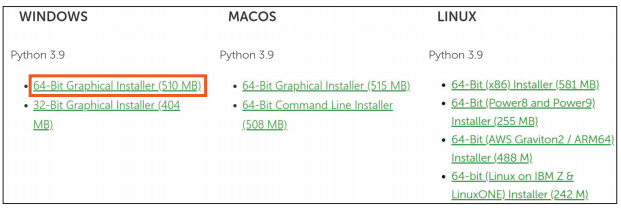 WINDOWS
Python 3.9
64-Bit Graphical Installer (510 MB)
32-Bit Graphical Installer (404
MB)
MACOS
Python 3.9
64-Bit Graphical Installer (515 MB)
64-Bit Command Line Installer
(508 MB)
LINUX
Python 3.9
64-Bit (x86) Installer (581 MB)
64-Bit (Power8 and Power9)
Installer (255 MB)
64-Bit (AWS Graviton2 / ARM64)
Installer (488 M)
64-bit (Linux on IBM Z &
LinuxONE) Installer (242 M)